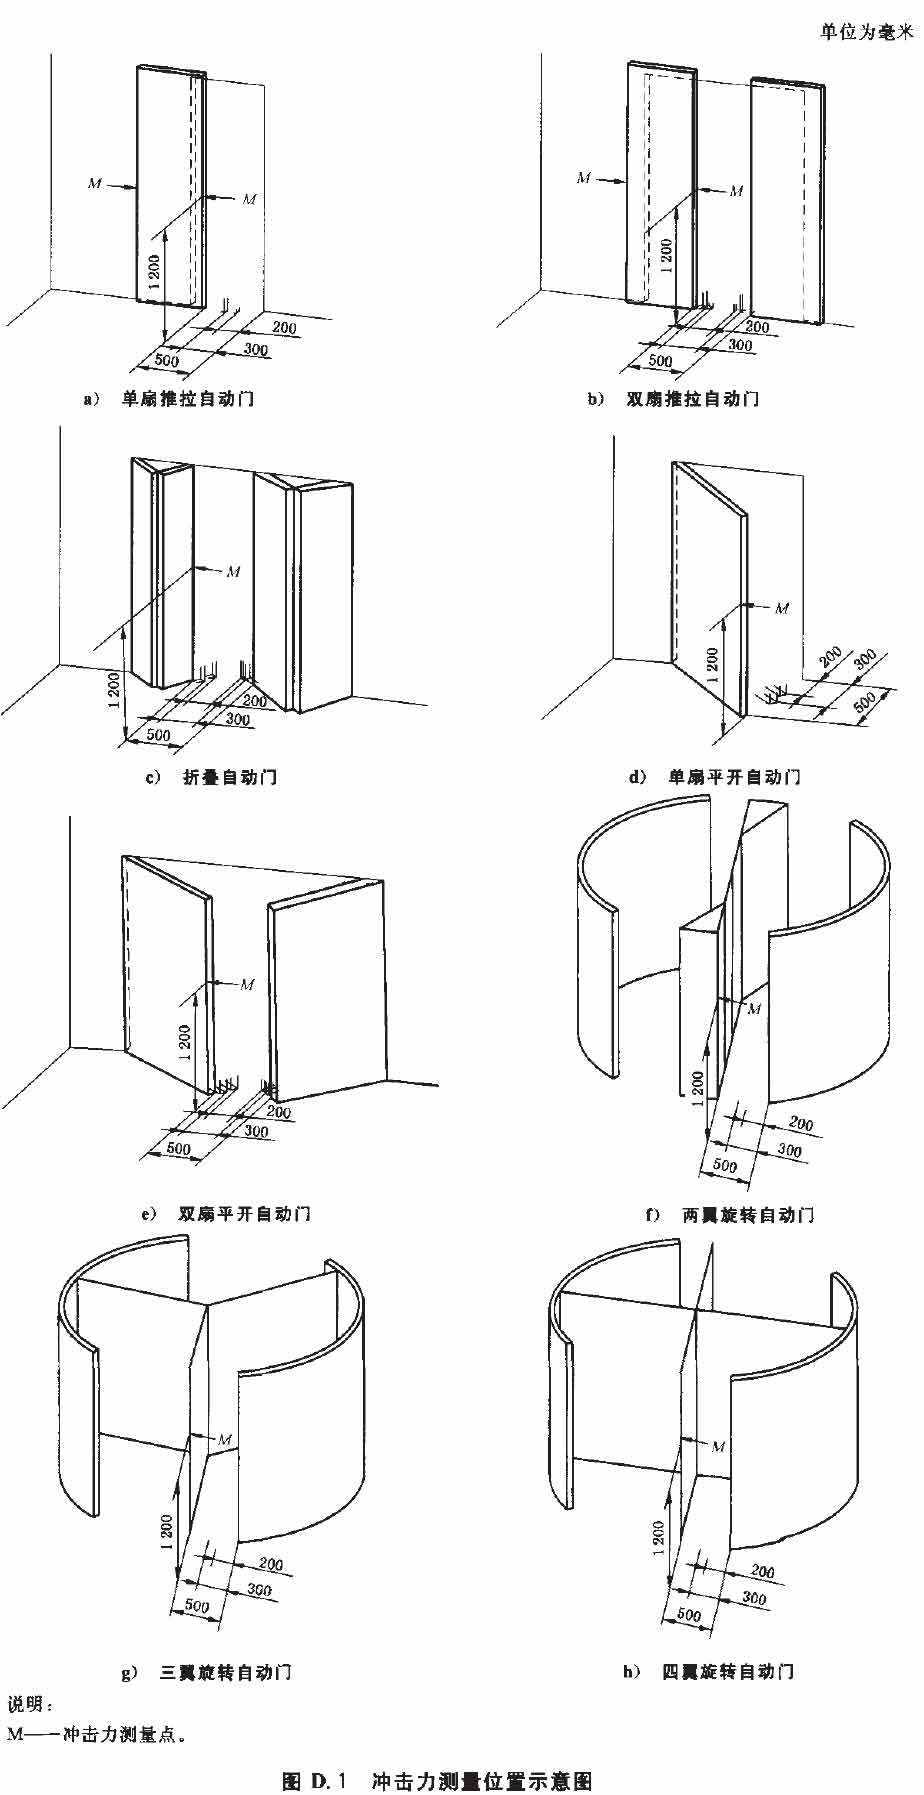 单位为毫米
M
M
1 200
200
300
500
a) 单扇推拉自动门
M
M
1 200
200
300
500
b) 双扇推拉自动门
M
1 200
200
300
500
c) 折叠自动门
M
1 200
200
300
500
d) 单扇平开自动门
M
1 200
200
300
500
e) 双扇平开自动门
M
1 200
200
300
500
f) 两翼旋转自动门
M
1 200
200
300
500
g) 三翼旋转自动门
M
1 200
200
300
500
h) 四翼旋转自动门
说明：
M——冲击力测量点。
图 D.1 冲击力测量位置示意图